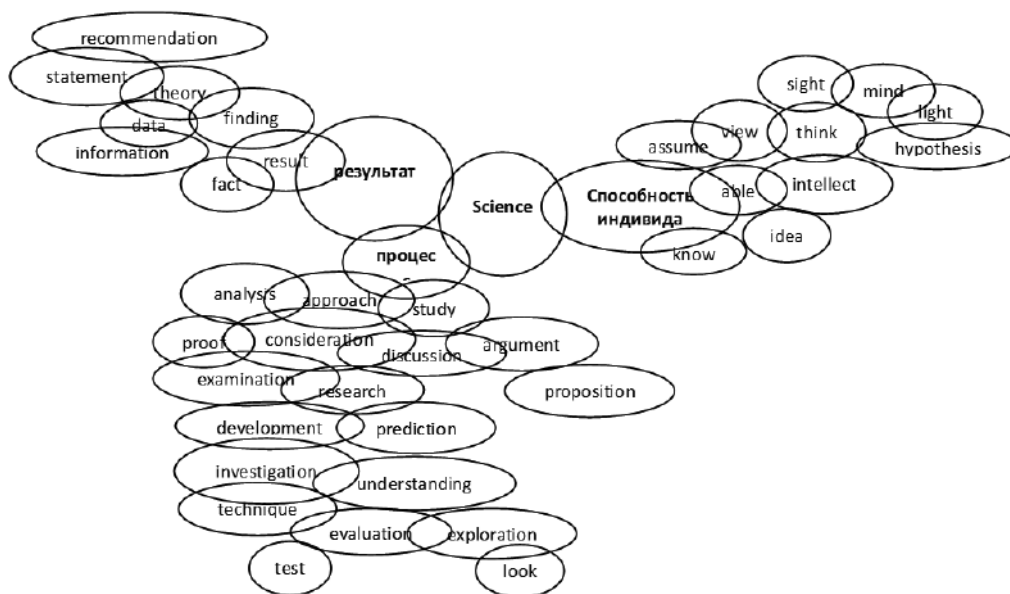 recommendation
statement
theory
data
finding
information
result
fact
результат
Science
Способность
индивида
sight
mind
light
view
think
assume
hypothesis
able
intellect
know
idea
процес
analysis
approach
study
proof
consideration
discussion
argument
examination
research
proposition
development
prediction
investigation
understanding
technique
evaluation
exploration
test
look